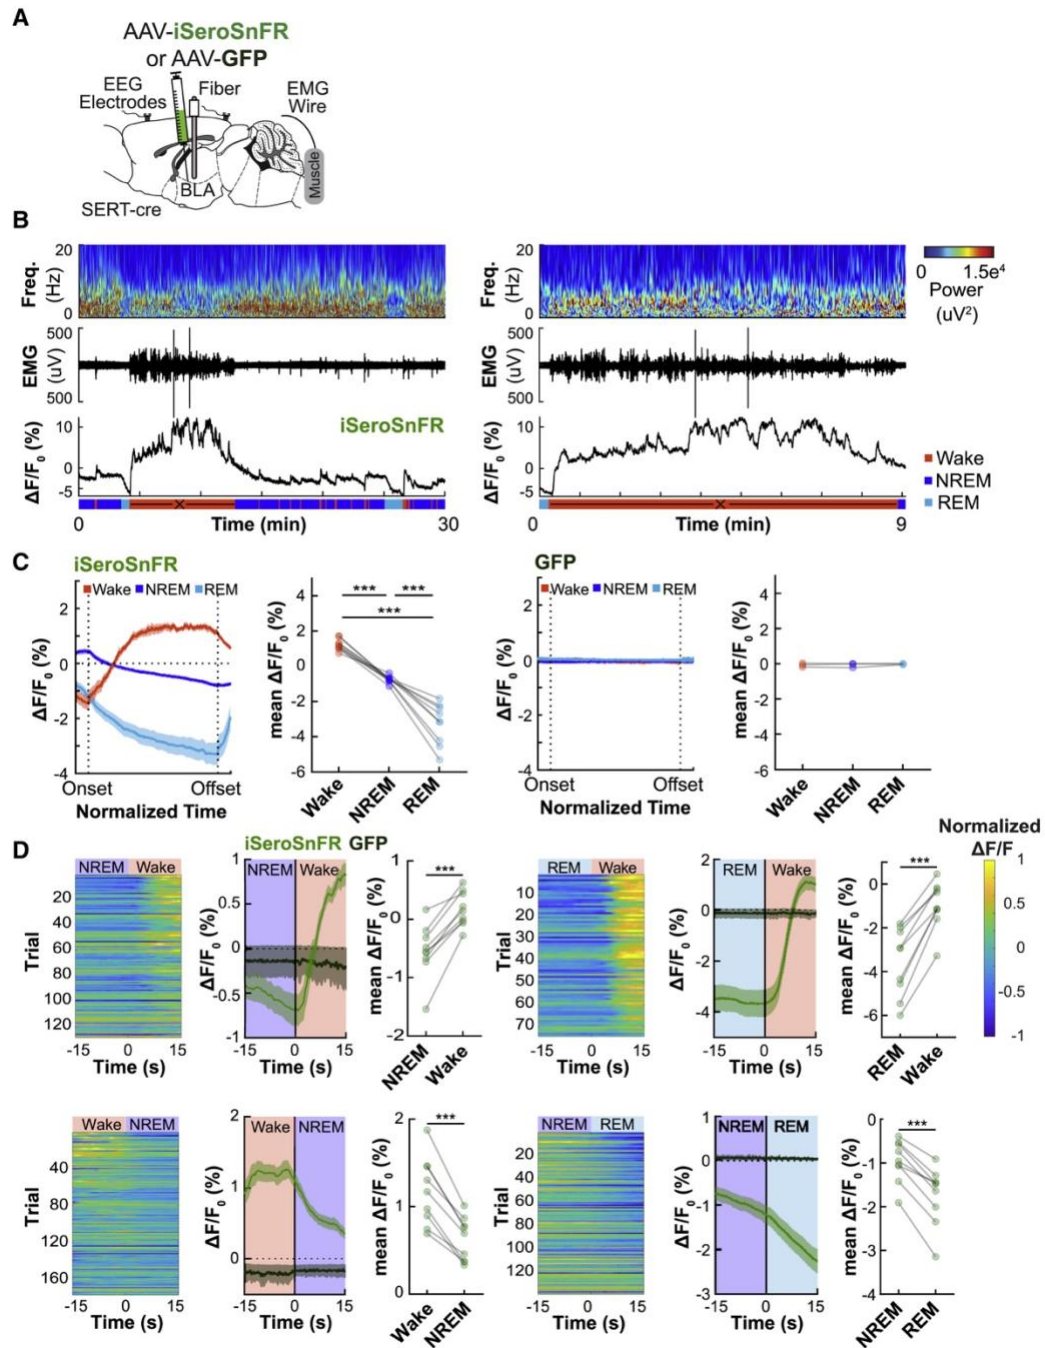 A
AAV-iSeroSnFR
or AAV-GFP
EEG
Electrodes
Fiber
EMG
Wire
Muscle
BLA
SERT-cre
B
20
Freq.
(Hz)
0
500
EMG
(uV)
500
10
ΔF/F0 (%)
0
-5
iSeroSnFR
0
Time (min)
30
20
Freq.
(Hz)
0
500
EMG
(uV)
500
10
ΔF/F0 (%)
0
-5
0
Time (min)
9
0
1.5e4
Power
(uV2)
Wake
NREM
REM
C
iSeroSnFR
Wake NREM REM
2
0
-2
-4
ΔF/F0 (%)
Onset Offset
Normalized Time
*** ***
***
4
2
0
-2
-4
-6
mean ΔF/F0 (%)
Wake
NREM
REM
GFP
Wake NREM REM
2
0
-2
-4
ΔF/F0 (%)
Onset Offset
Normalized Time
4
2
0
-2
-4
-6
mean ΔF/F0 (%)
Wake
NREM
REM
D
iSeroSnFR GFP
NREM Wake
20
40
60
80
100
120
Trial
-15 0 15
Time (s)
NREM Wake
1
0.5
0
-0.5
-1
ΔF/F0 (%)
-15 0 15
Time (s)
***
1
0
-1
-2
mean ΔF/F0 (%)
NREM
Wake
REM Wake
10
20
30
40
50
60
70
Trial
-15 0 15
Time (s)
REM Wake
2
0
-2
-4
ΔF/F0 (%)
-15 0 15
Time (s)
***
0
-2
-4
-6
mean ΔF/F0 (%)
REM
Wake
Normalized
ΔF/F
1
0.5
0
-0.5
-1
Wake NREM
40
80
120
160
Trial
-15 0 15
Time (s)
Wake NREM
2
1
0
ΔF/F0 (%)
-15 0 15
Time (s)
***
2
1
0
mean ΔF/F0 (%)
Wake
NREM
NREM REM
20
40
60
80
100
120
Trial
-15 0 15
Time (s)
NREM REM
1
0
-1
-2
-3
ΔF/F0 (%)
-15 0 15
Time (s)
***
0
-1
-2
-3
-4
mean ΔF/F0 (%)
NREM
REM